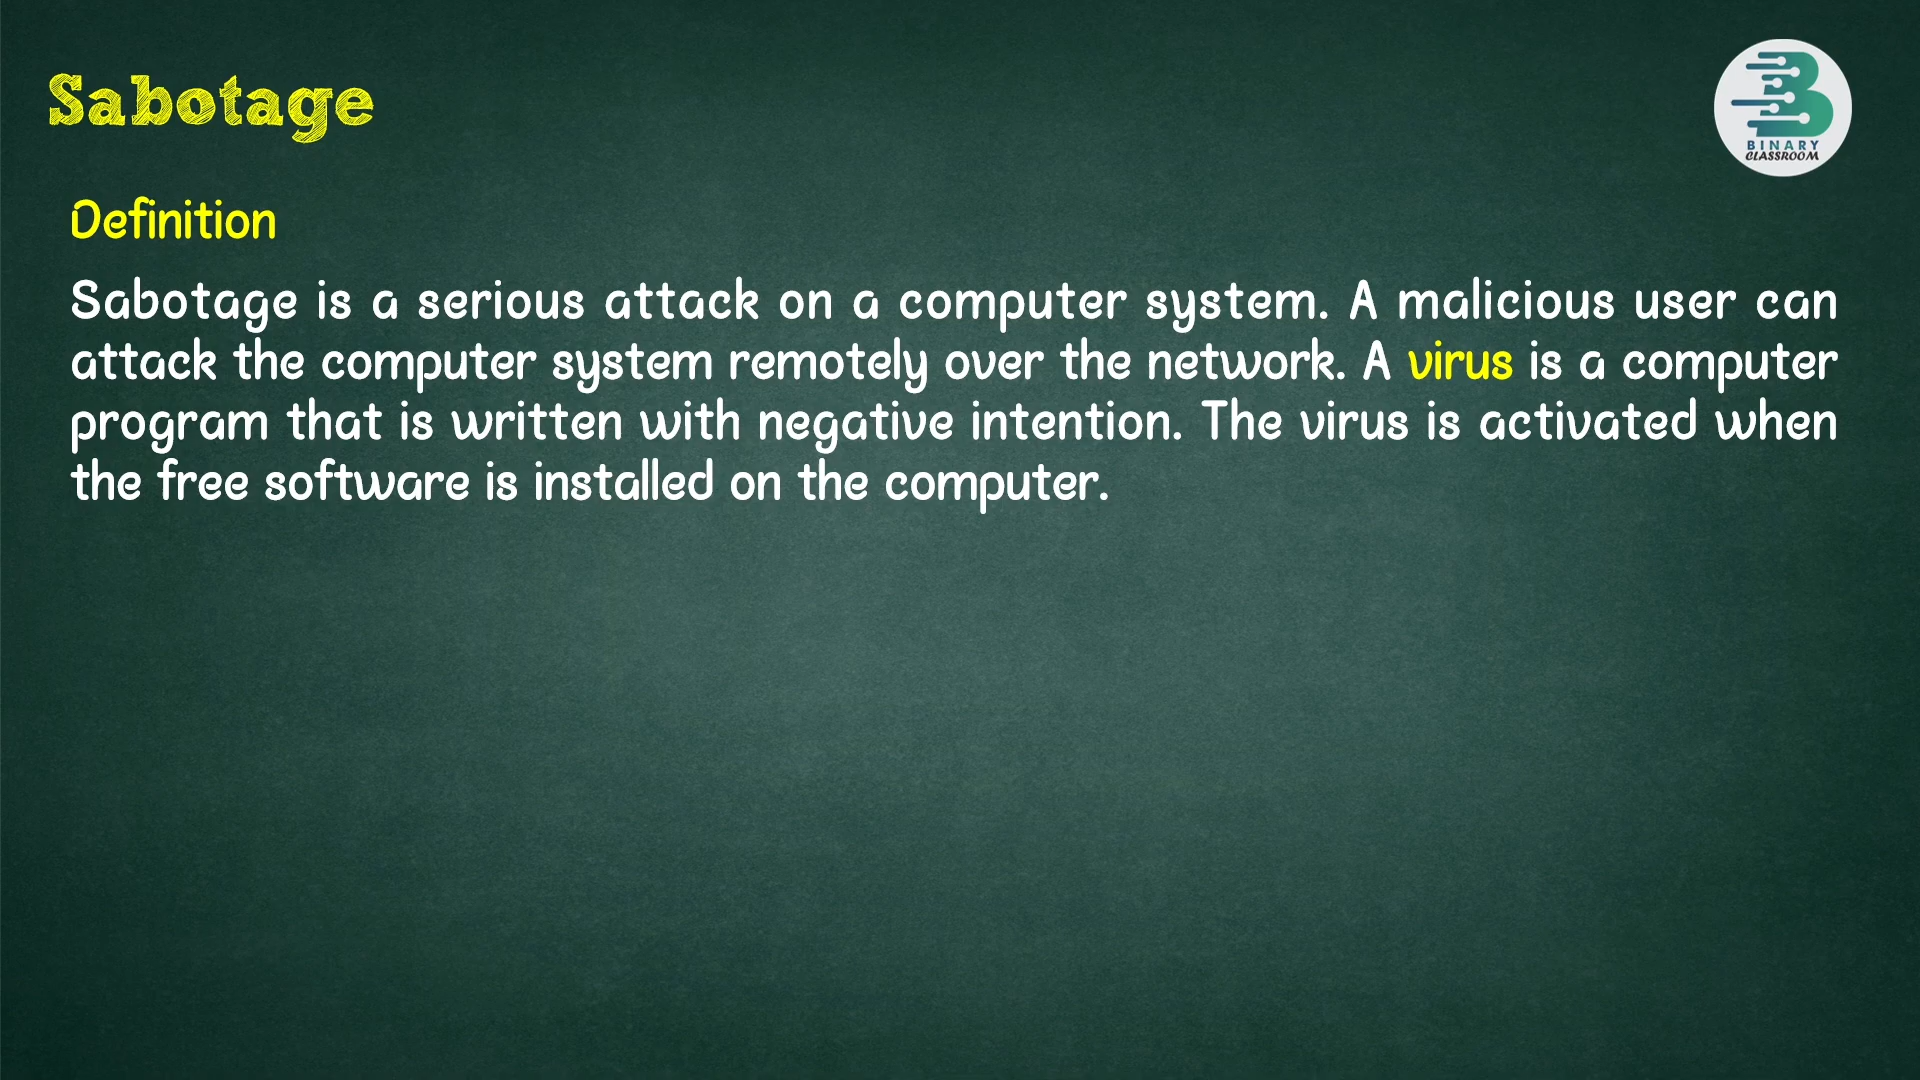 Sabotage
BINARY
CLASSROOM
Definition
Sabotage is a serious attack on a computer system. A malicious user can
attack the computer system remotely over the network. A virus is a computer
program that is written with negative intention. The virus is activated when
the free software is installed on the computer.